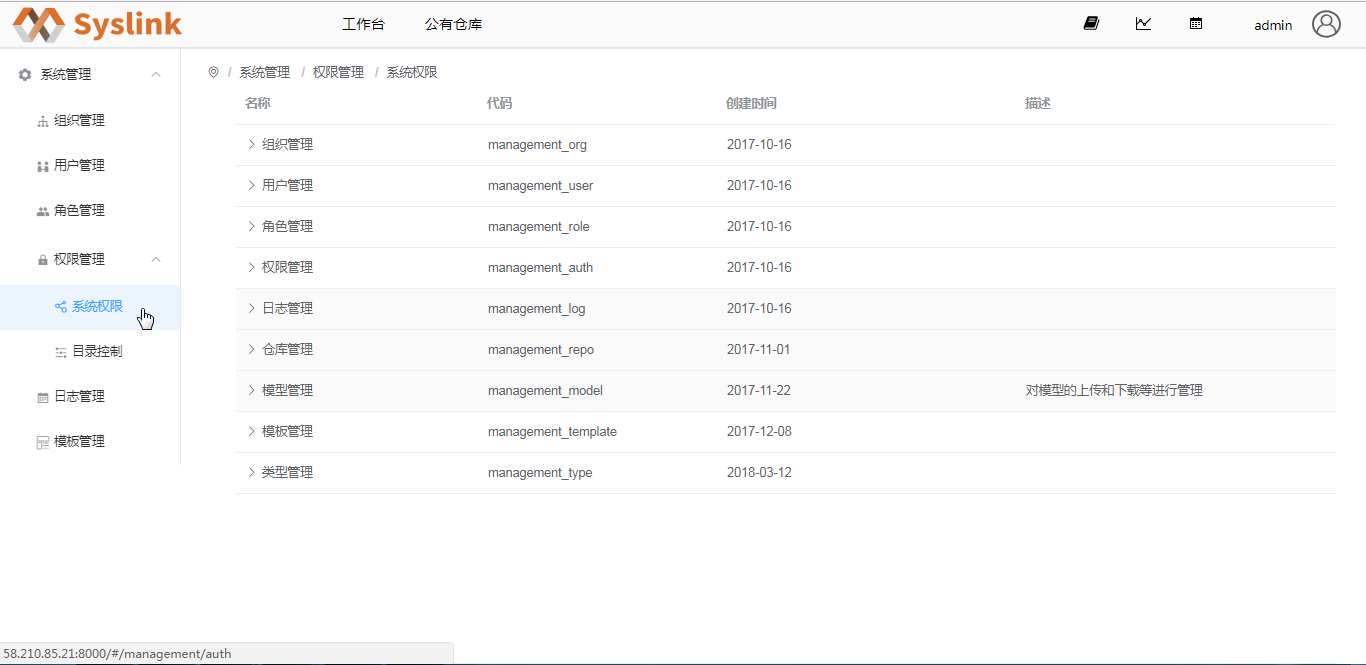 Syslink 工作台 公有仓库 admin
系统管理
组织管理
用户管理
角色管理
权限管理
系统权限
目录控制
日志管理
模板管理
/ 系统管理 / 权限管理 / 系统权限
名称 代码 创建时间 描述
组织管理 management_org 2017-10-16
用户管理 management_user 2017-10-16
角色管理 management_role 2017-10-16
权限管理 management_auth 2017-10-16
日志管理 management_log 2017-10-16
仓库管理 management_repo 2017-11-01
模型管理 management_model 2017-11-22 对模型的上传和下载等进行管理
模板管理 management_template 2017-12-08
类型管理 management_type 2018-03-12
58.210.85.21:8000/#/management/auth